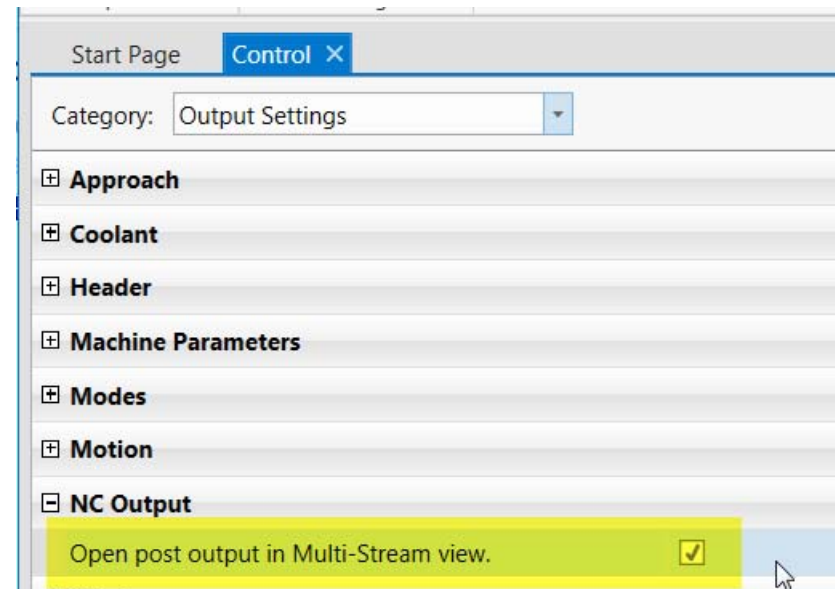 Start Page Control
Category: Output Settings
Approach
Coolant
Header
Machine Parameters
Modes
Motion
NC Output
Open post output in Multi-Stream view.